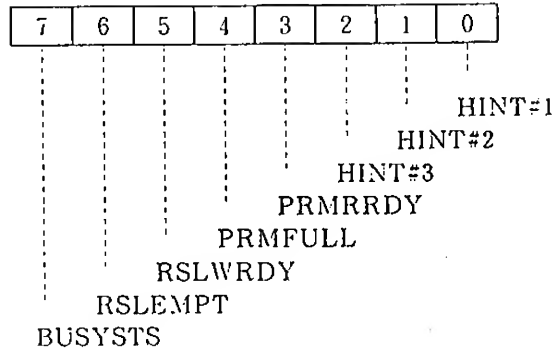 7 6 5 4 3 2 1 0
HINT#1
HINT#2
HINT#3
PRMRRDY
PRMFULL
RSLWRDY
RSLEMPT
BUSYSTS